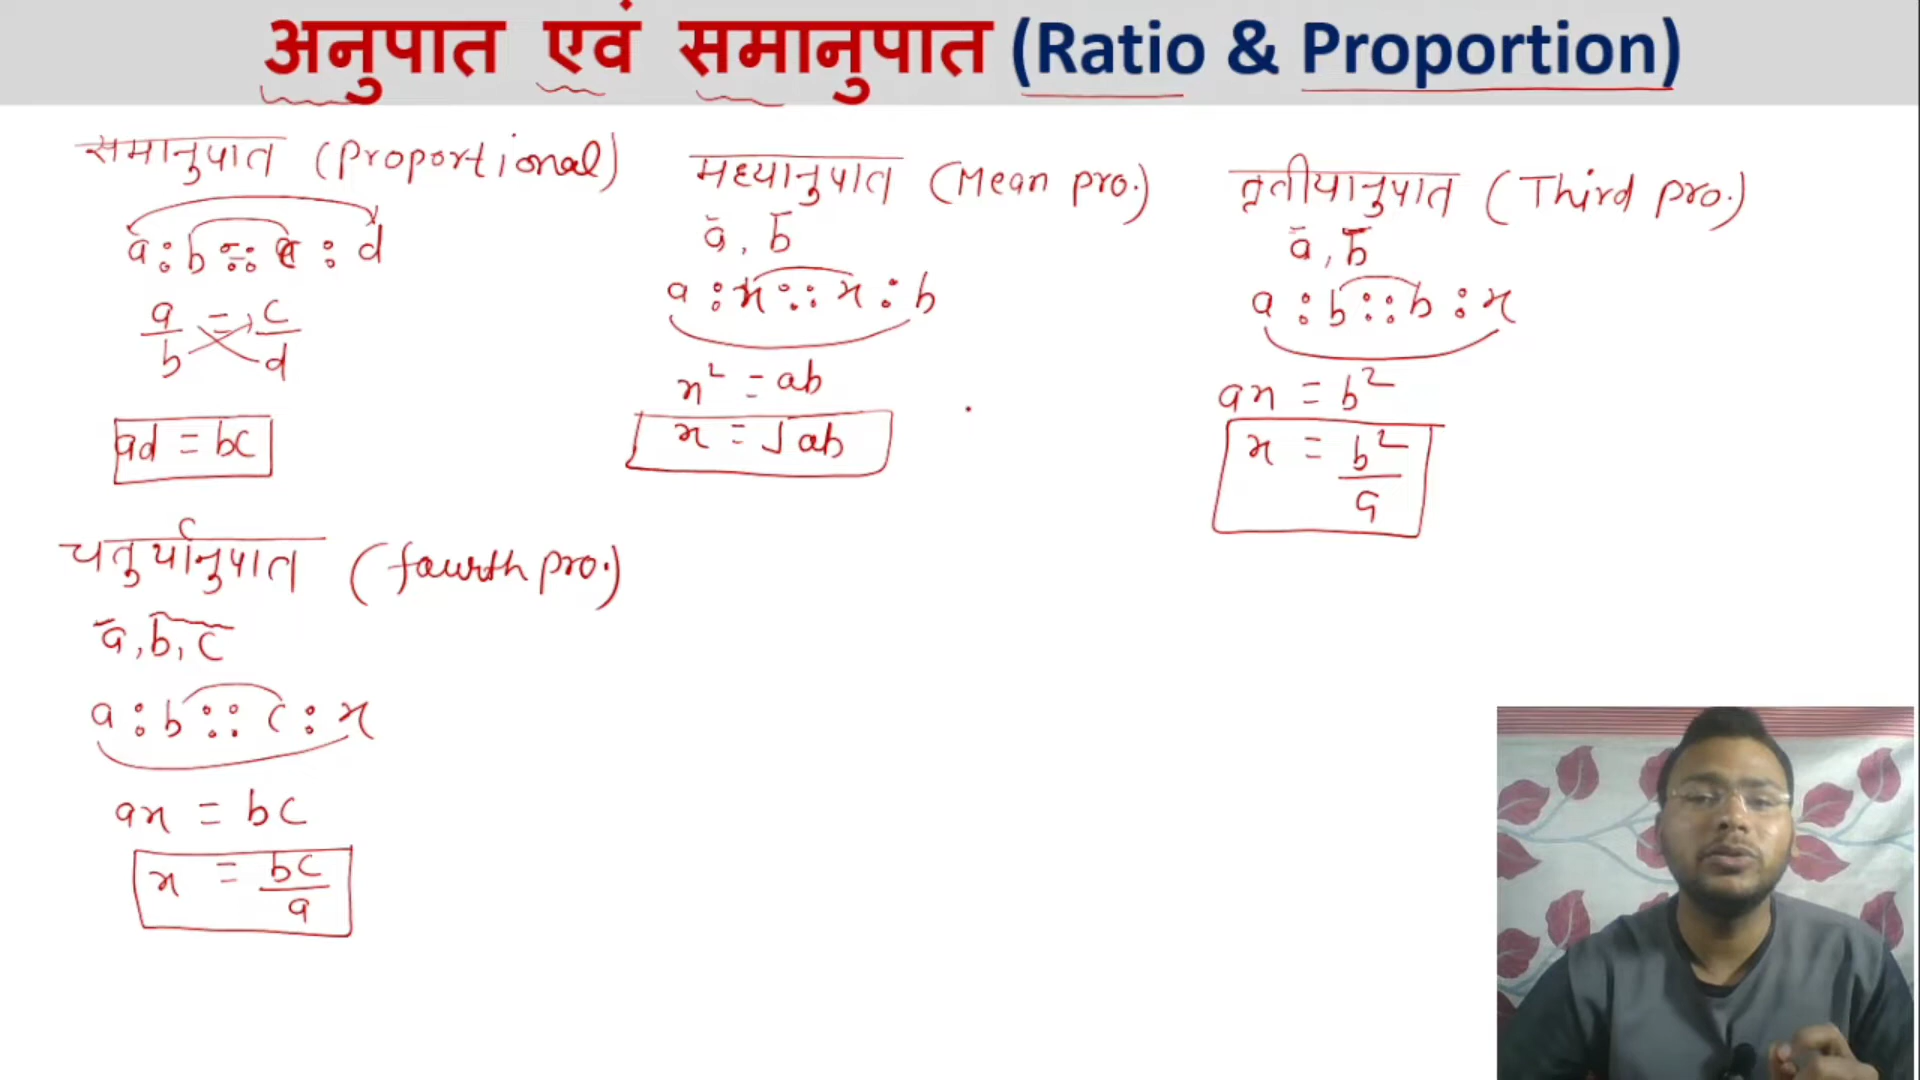 अनुपात एवं समानुपात (Ratio & Proportion)
समानुपात (Proportional)
a : b :: c : d
a/b = c/d
ad = bc
मध्यानुपात (Mean pro.)
a, b
a : x :: x : b
x² = ab
x = √ab
तृतीयानुपात (Third pro.)
a, b
a : b :: b : x
ax = b²
x = b²/a
चतुर्थानुपात (fourth pro.)
a, b, c
a : b :: c : x
ax = bc
x = bc/a